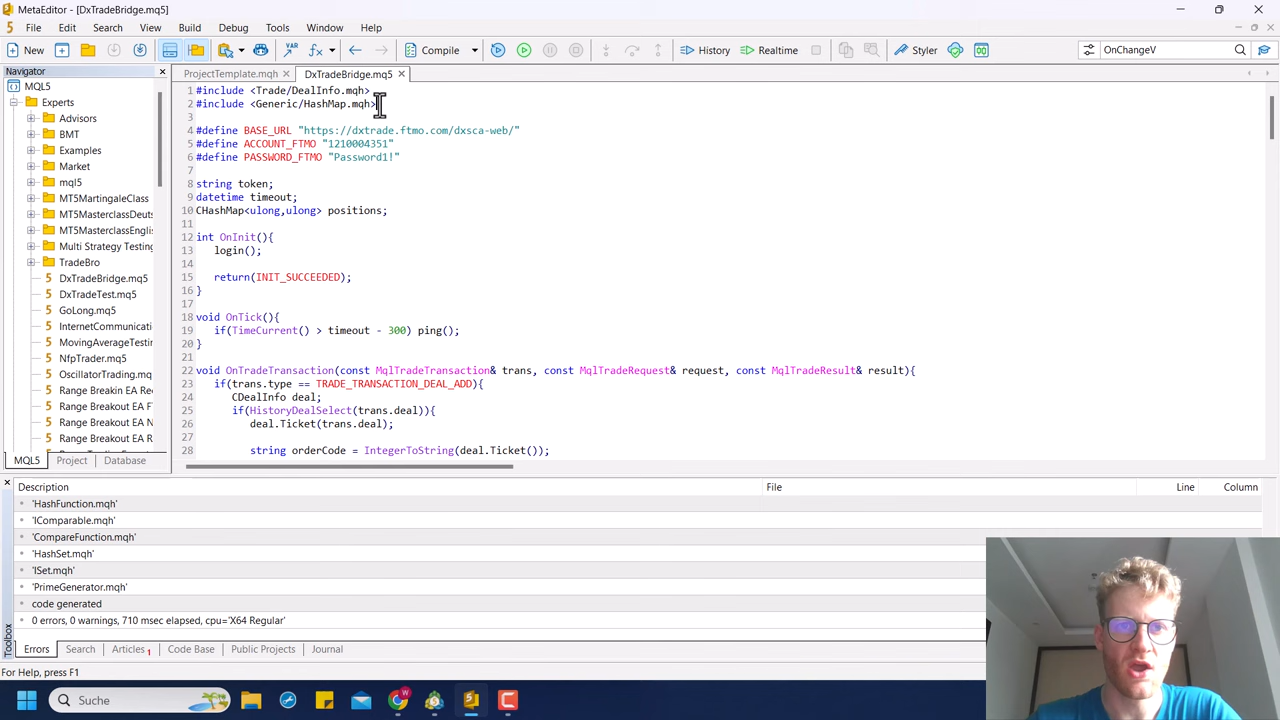 MetaEditor - [DxTradeBridge.mq5]
File Edit Search View Build Debug Tools Window Help
New Compile History Realtime Styler OnChangeV
Navigator
ProjectTemplate.mqh DxTradeBridge.mq5
MQL5
Experts
Advisors
BMT
Examples
Market
mql5
MT5MartingaleClass
MT5MasterclassDeuts
MT5MasterclassEnglis
Multi Strategy Testing
TradeBro
DxTradeBridge.mq5
DxTradeTest.mq5
GoLong.mq5
InternetCommunicati
MovingAverageTestin
NfpTrader.mq5
OscillatorTrading.mq
Range Breakin EA Red
Range Breakout EA F
Range Breakout EA N
Range Breakout EA R
MQL5 Project Database
1 #include <Trade/DealInfo.mqh>
2 #include <Generic/HashMap.mqh>
3
4 #define BASE_URL "https://dxtrade.ftmo.com/dxsca-web/"
5 #define ACCOUNT_FTMO "1210004351"
6 #define PASSWORD_FTMO "Password1!"
7
8 string token;
9 datetime timeout;
10 CHashMap<ulong,ulong> positions;
11
12 int OnInit(){
13 login();
14
15 return(INIT_SUCCEEDED);
16 }
17
18 void OnTick(){
19 if(TimeCurrent() > timeout - 300) ping();
20 }
21
22 void OnTradeTransaction(const MqlTradeTransaction& trans, const MqlTradeRequest& request, const MqlTradeResult& result){
23 if(trans.type == TRADE_TRANSACTION_DEAL_ADD){
24 CDealInfo deal;
25 if(HistoryDealSelect(trans.deal)){
26 deal.Ticket(trans.deal);
27
28 string orderCode = IntegerToString(deal.Ticket());
Description File Line Column
'HashFunction.mqh'
'IComparable.mqh'
'CompareFunction.mqh'
'HashSet.mqh'
'ISet.mqh'
'PrimeGenerator.mqh'
code generated
0 errors, 0 warnings, 710 msec elapsed, cpu='X64 Regular'
Toolbox
Errors Search Articles 1 Code Base Public Projects Journal
For Help, press F1
Suche